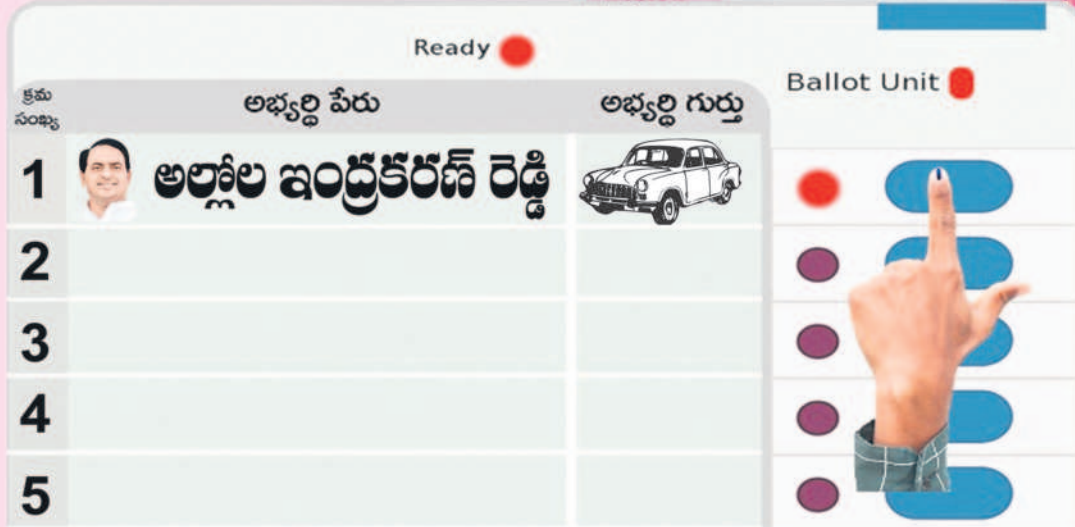 Ready
Ballot Unit
క్రమ సంఖ్య
అభ్యర్థి పేరు
అభ్యర్థి గుర్తు
1 అల్లోల ఇంద్రకరణ్ రెడ్డి
2
3
4
5